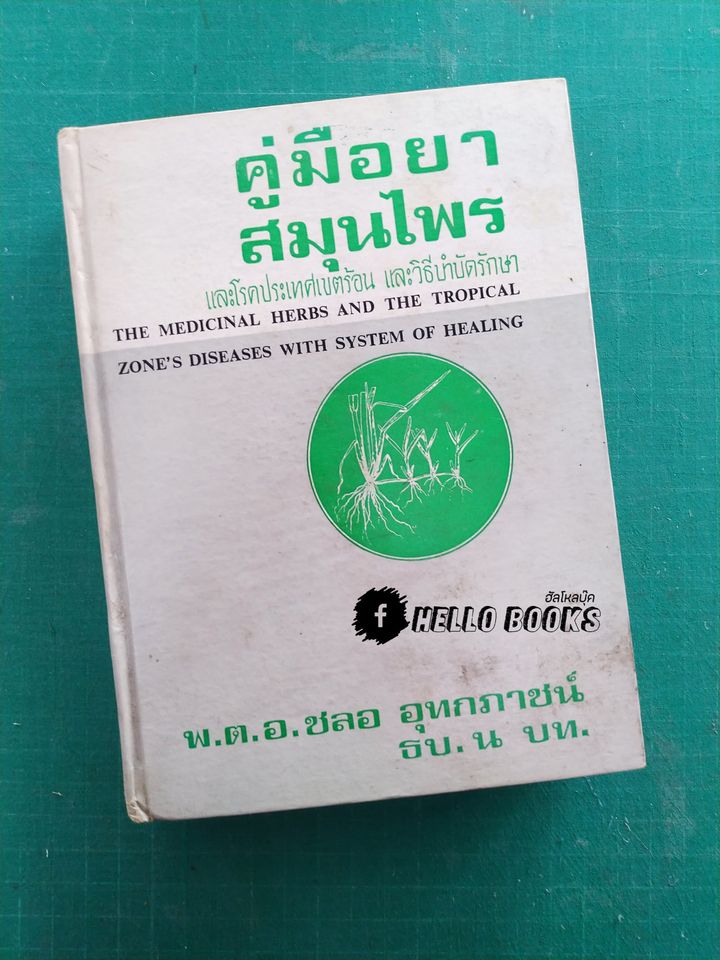 คู่มือยา
สมุนไพร
และโรคประเทศเขตร้อน และวิธีบำบัดรักษา
THE MEDICINAL HERBS AND THE TROPICAL
ZONE'S DISEASES WITH SYSTEM OF HEALING
ฮัลโหลบุ๊ค
f HELLO BOOKS
พ.ต.อ.ชลอ อุทกภาชน์
ธบ. น บท.